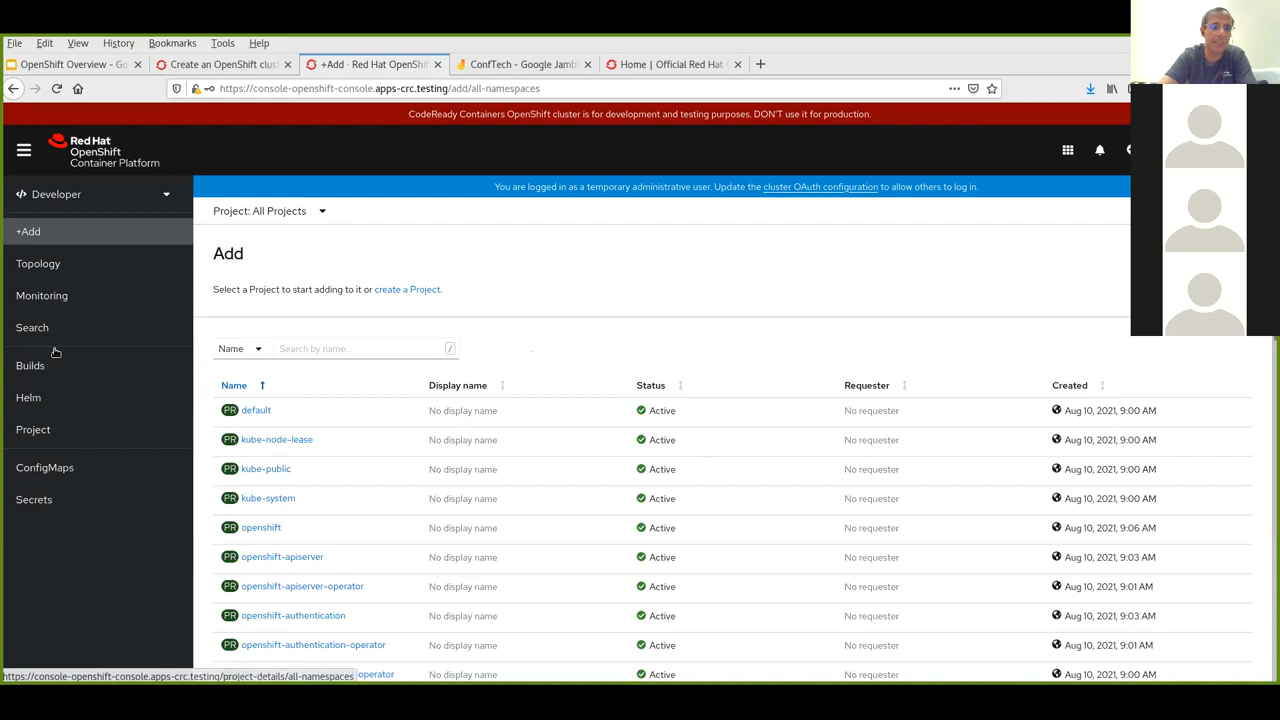 File Edit View History Bookmarks Tools Help
OpenShift Overview - Go
Create an OpenShift clust
+Add · Red Hat OpenShif
ConfTech - Google Jamb
Home | Official Red Hat
https://console-openshift-console.apps-crc.testing/add/all-namespaces
CodeReady Containers OpenShift cluster is for development and testing purposes. DON'T use it for production.
Red Hat
OpenShift
Container Platform
You are logged in as a temporary administrative user. Update the cluster OAuth configuration to allow others to log in.
</> Developer
+Add
Topology
Monitoring
Search
Builds
Helm
Project
ConfigMaps
Secrets
Project: All Projects
Add
Select a Project to start adding to it or create a Project.
Name Search by name... /
Name Display name Status Requester Created
PR default No display name Active No requester Aug 10, 2021, 9:00 AM
PR kube-node-lease No display name Active No requester Aug 10, 2021, 9:00 AM
PR kube-public No display name Active No requester Aug 10, 2021, 9:00 AM
PR kube-system No display name Active No requester Aug 10, 2021, 9:00 AM
PR openshift No display name Active No requester Aug 10, 2021, 9:06 AM
PR openshift-apiserver No display name Active No requester Aug 10, 2021, 9:03 AM
PR openshift-apiserver-operator No display name Active No requester Aug 10, 2021, 9:01 AM
PR openshift-authentication No display name Active No requester Aug 10, 2021, 9:03 AM
PR openshift-authentication-operator No display name Active No requester Aug 10, 2021, 9:01 AM
operator No display name Active No requester Aug 10, 2021, 9:00 AM
https://console-openshift-console.apps-crc.testing/project-details/all-namespaces